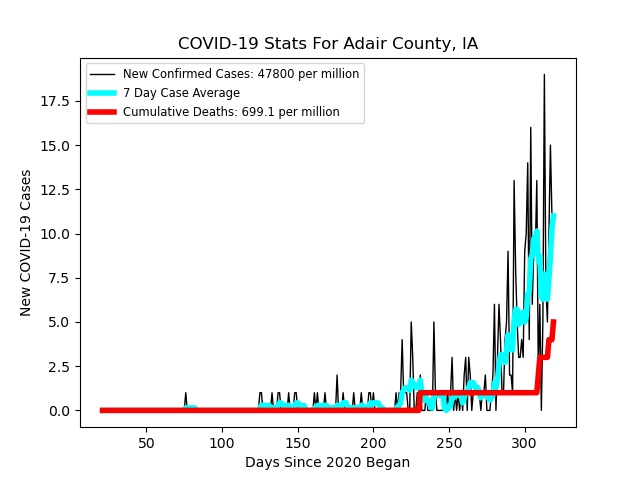 COVID-19 Stats For Adair County, IA
New Confirmed Cases: 47800 per million
7 Day Case Average
Cumulative Deaths: 699.1 per million
New COVID-19 Cases
17.5
15.0
12.5
10.0
7.5
5.0
2.5
0.0
50 100 150 200 250 300
Days Since 2020 Began